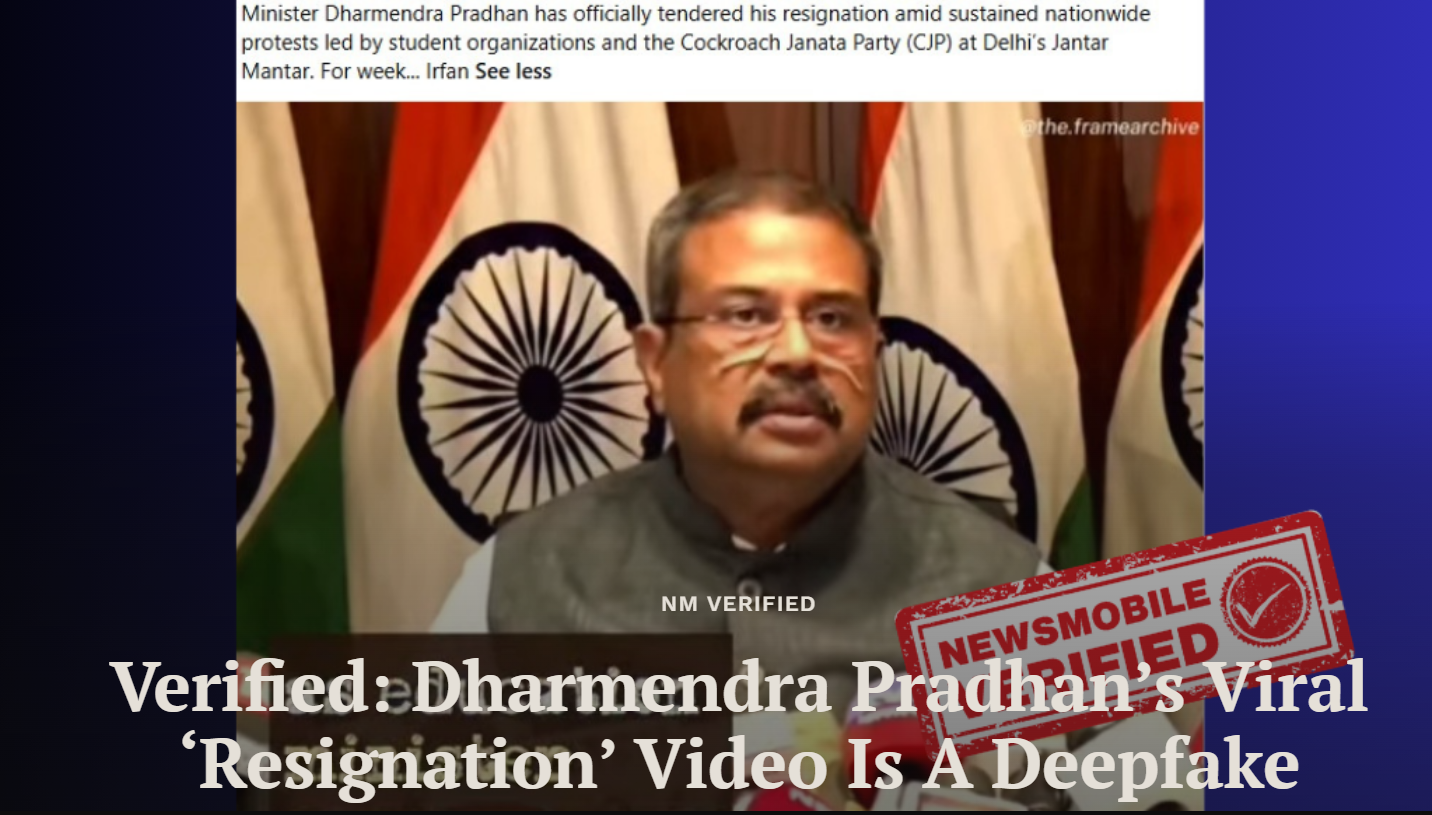 Minister Dharmendra Pradhan has officially tendered his resignation amid sustained nationwide
protests led by student organizations and the Cockroach Janata Party (CJP) at Delhi's Jantar
Mantar. For week... Irfan See less
@the.framearchive
NM VERIFIED
NEWSMOBILE
VERIFIED
Verified: Dharmendra Pradhan’s Viral
‘Resignation’ Video Is A Deepfake